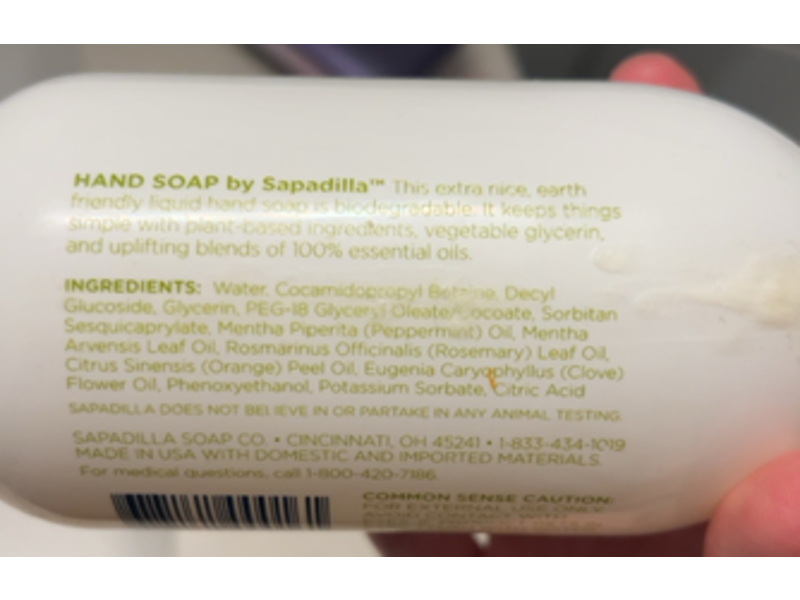 HAND SOAP by Sapadilla™ This extra nice, earth
friendly liquid hand soap is biodegradable. It keeps things
simple with plant-based ingredients, vegetable glycerin,
and uplifting blends of 100% essential oils.
INGREDIENTS: Water, Cocamidopropyl Betaine, Decyl
Glucoside, Glycerin, PEG-18 Glyceryl Oleate/Cocoate, Sorbitan
Sesquicaprylate, Mentha Piperita (Peppermint) Oil, Mentha
Arvensis Leaf Oil, Rosmarinus Officinalis (Rosemary) Leaf Oil,
Citrus Sinensis (Orange) Peel Oil, Eugenia Caryophyllus (Clove)
Flower Oil, Phenoxyethanol, Potassium Sorbate, Citric Acid
SAPADILLA DOES NOT BELIEVE IN OR PARTAKE IN ANY ANIMAL TESTING.
SAPADILLA SOAP CO. • CINCINNATI, OH 45241 • 1-833-434-1019
MADE IN USA WITH DOMESTIC AND IMPORTED MATERIALS.
For medical questions, call 1-800-420-7186.
COMMON SENSE CAUTION:
FOR EXTERNAL USE ONLY.
AVOID CONTACT WITH